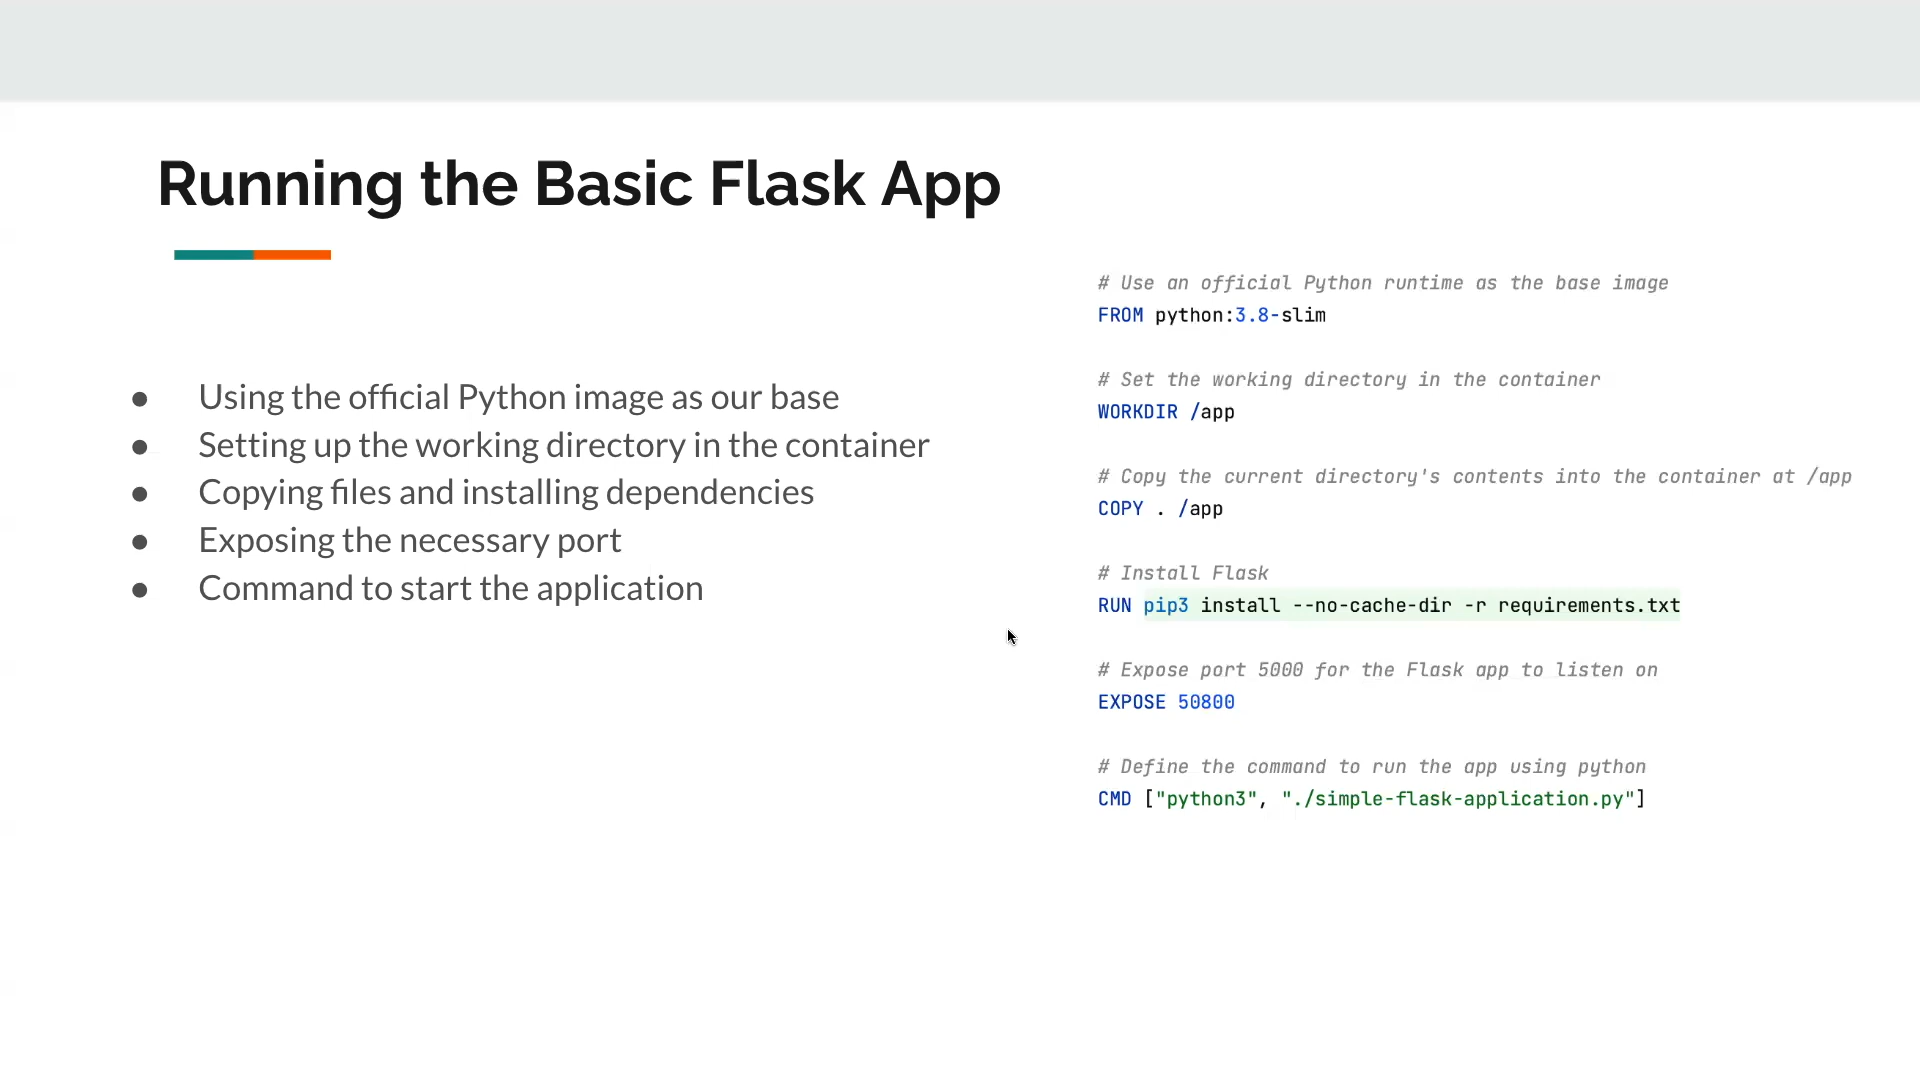 Running the Basic Flask App
● Using the official Python image as our base
● Setting up the working directory in the container
● Copying files and installing dependencies
● Exposing the necessary port
● Command to start the application
# Use an official Python runtime as the base image
FROM python:3.8-slim
# Set the working directory in the container
WORKDIR /app
# Copy the current directory's contents into the container at /app
COPY . /app
# Install Flask
RUN pip3 install --no-cache-dir -r requirements.txt
# Expose port 5000 for the Flask app to listen on
EXPOSE 50800
# Define the command to run the app using python
CMD ["python3", "./simple-flask-application.py"]